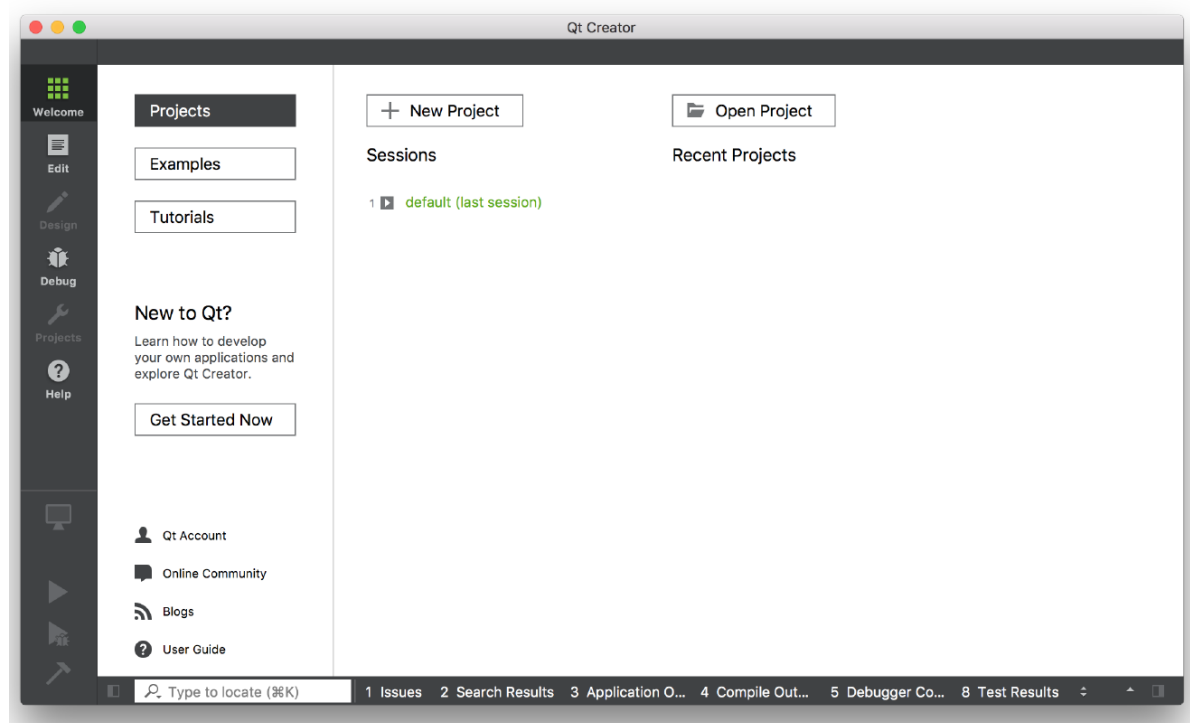 Qt Creator
Welcome
Edit
Design
Debug
Projects
Help
Projects
Examples
Tutorials
New to Qt?
Learn how to develop
your own applications and
explore Qt Creator.
Get Started Now
Qt Account
Online Community
Blogs
User Guide
New Project
Open Project
Sessions
Recent Projects
1 default (last session)
Type to locate (⌘K)
1 Issues 2 Search Results 3 Application O... 4 Compile Out... 5 Debugger Co... 8 Test Results